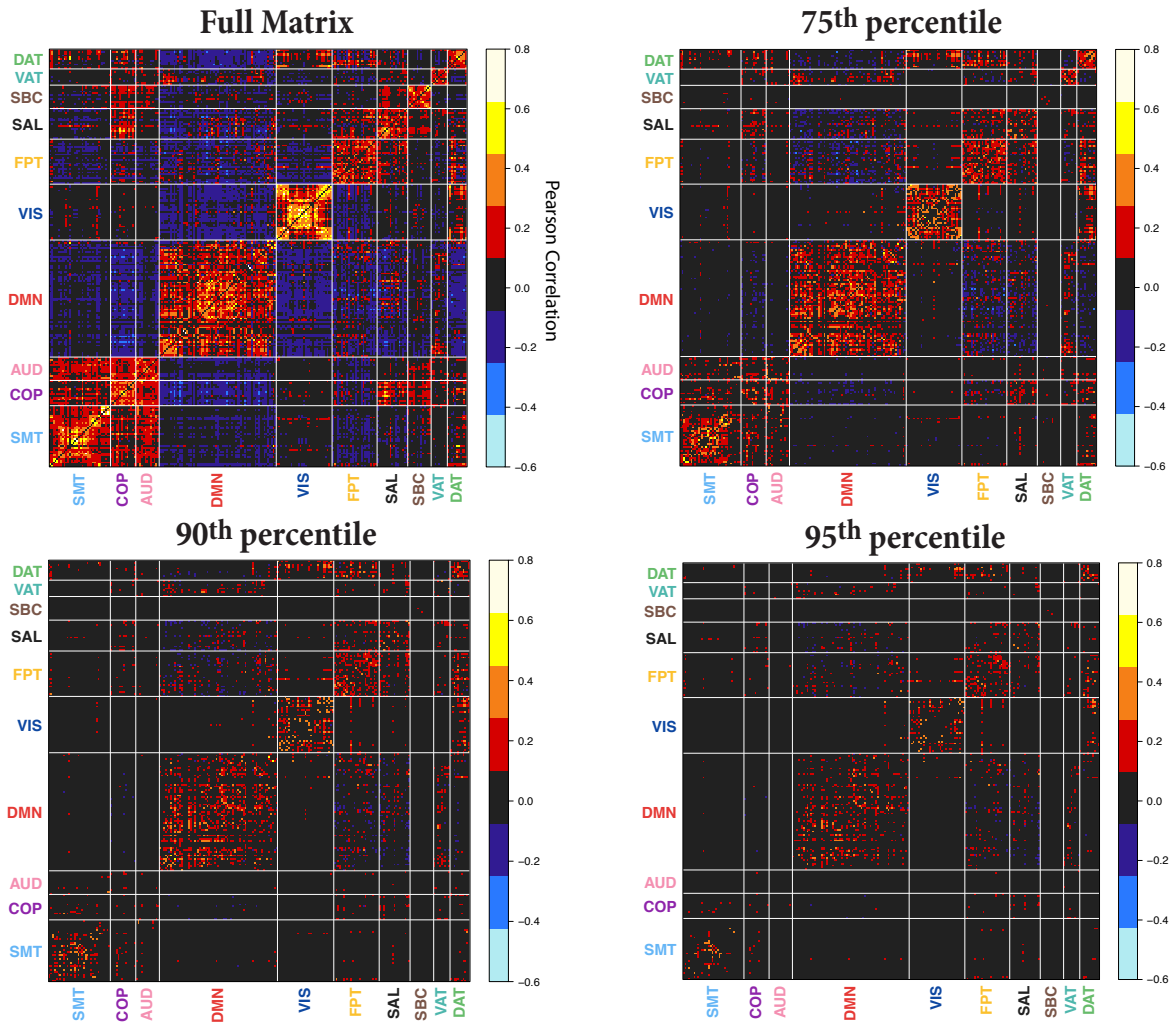 Full Matrix
DAT
VAT
SBC
SAL
FPT
VIS
DMN
AUD
COP
SMT
SMT
COP
AUD
DMN
VIS
FPT
SAL
SBC
VAT
DAT
0.8
0.6
0.4
0.2
0.0
−0.2
−0.4
−0.6
Pearson Correlation
75th percentile
DAT
VAT
SBC
SAL
FPT
VIS
DMN
AUD
COP
SMT
SMT
COP
AUD
DMN
VIS
FPT
SAL
SBC
VAT
DAT
0.8
0.6
0.4
0.2
0.0
−0.2
−0.4
−0.6
90th percentile
DAT
VAT
SBC
SAL
FPT
VIS
DMN
AUD
COP
SMT
SMT
COP
AUD
DMN
VIS
FPT
SAL
SBC
VAT
DAT
0.8
0.6
0.4
0.2
0.0
−0.2
−0.4
−0.6
95th percentile
DAT
VAT
SBC
SAL
FPT
VIS
DMN
AUD
COP
SMT
SMT
COP
AUD
DMN
VIS
FPT
SAL
SBC
VAT
DAT
0.8
0.6
0.4
0.2
0.0
−0.2
−0.4
−0.6